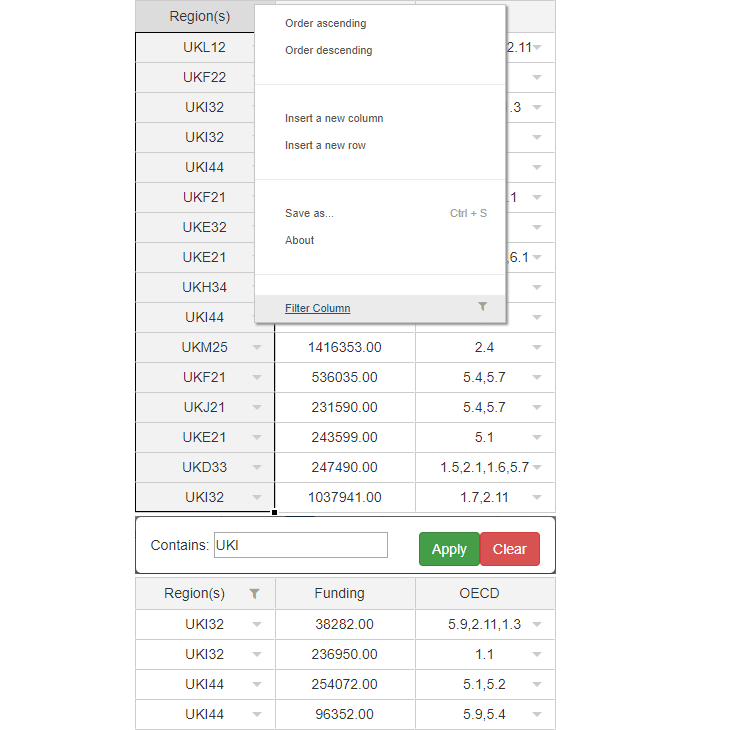 Region(s)
Order ascending
Order descending
Insert a new column
Insert a new row
Save as... Ctrl + S
About
Filter Column
UKL12 2.11
UKF22
UKI32 .3
UKI32
UKI44
UKF21 .1
UKE32
UKE21 ,6.1
UKH34
UKI44
UKM25 1416353.00 2.4
UKF21 536035.00 5.4,5.7
UKJ21 231590.00 5.4,5.7
UKE21 243599.00 5.1
UKD33 247490.00 1.5,2.1,1.6,5.7
UKI32 1037941.00 1.7,2.11
Contains: UKI Apply Clear
Region(s) Funding OECD
UKI32 38282.00 5.9,2.11,1.3
UKI32 236950.00 1.1
UKI44 254072.00 5.1,5.2
UKI44 96352.00 5.9,5.4